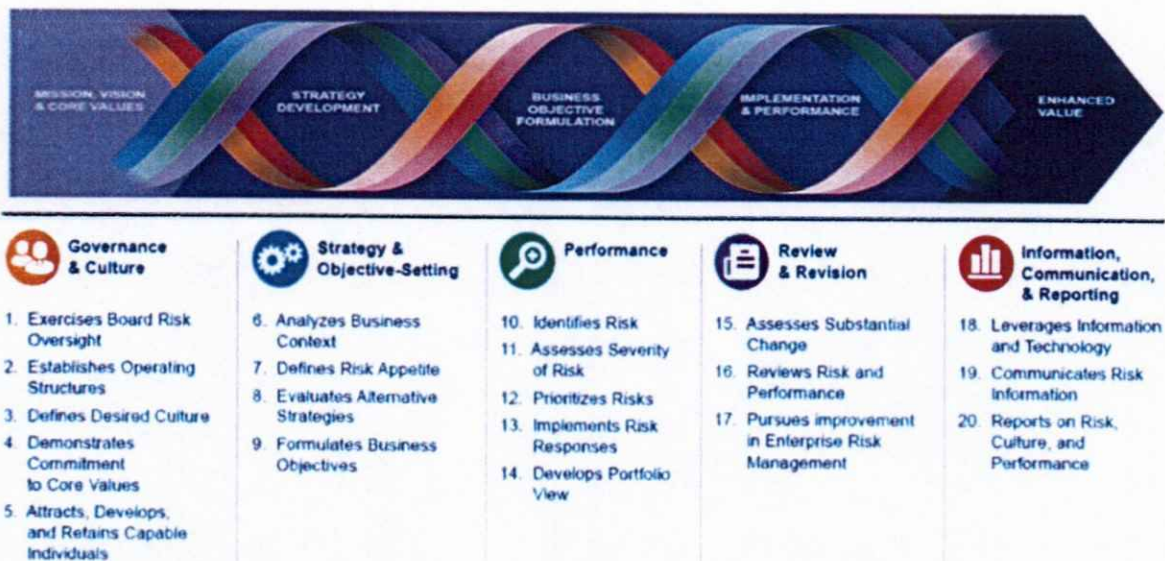 MISSION, VISION
& CORE VALUES
STRATEGY
DEVELOPMENT
BUSINESS
OBJECTIVE
FORMULATION
IMPLEMENTATION
& PERFORMANCE
ENHANCED
VALUE
Governance
& Culture
1. Exercises Board Risk
Oversight
2. Establishes Operating
Structures
3. Defines Desired Culture
4. Demonstrates
Commitment
to Core Values
5. Attracts, Develops,
and Retains Capable
Individuals
Strategy &
Objective-Setting
6. Analyzes Business
Context
7. Defines Risk Appetite
8. Evaluates Alternative
Strategies
9. Formulates Business
Objectives
Performance
10. Identifies Risk
11. Assesses Severity
of Risk
12. Prioritizes Risks
13. Implements Risk
Responses
14. Develops Portfolio
View
Review
& Revision
15. Assesses Substantial
Change
16. Reviews Risk and
Performance
17. Pursues improvement
in Enterprise Risk
Management
Information,
Communication,
& Reporting
18. Leverages Information
and Technology
19. Communicates Risk
Information
20. Reports on Risk,
Culture, and
Performance